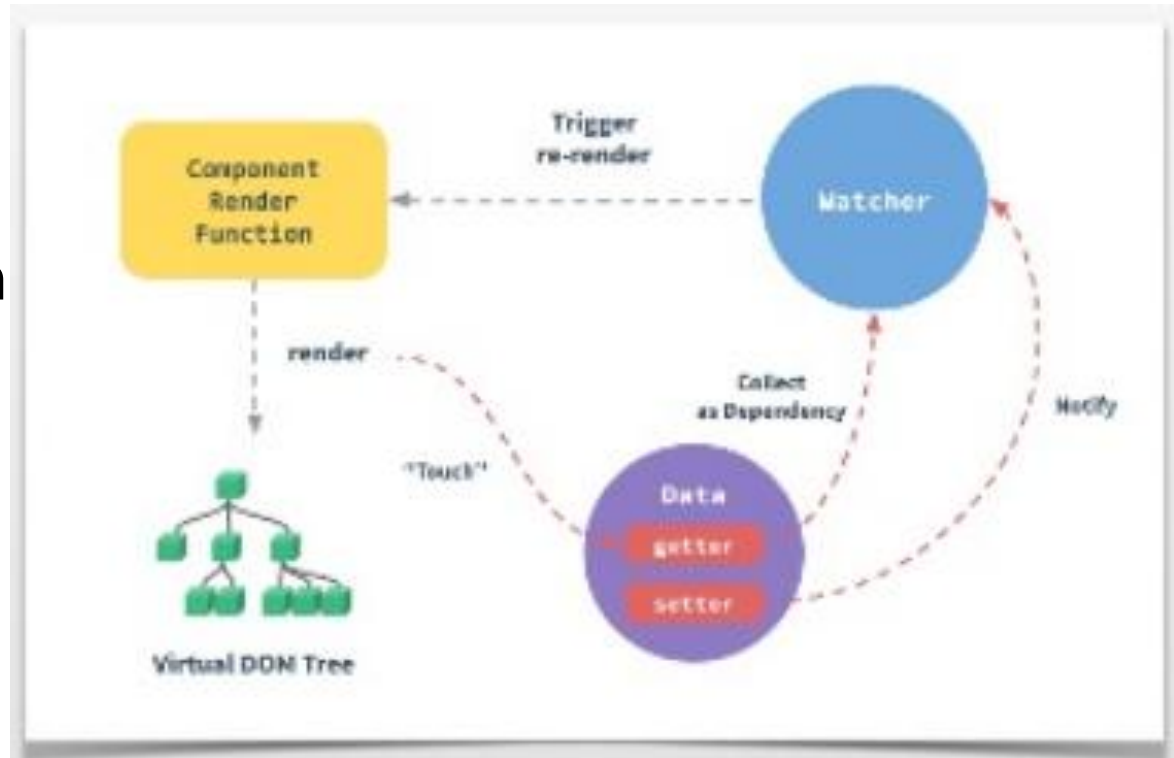 Component
Render
Function
Trigger
re-render
Watcher
render
"Touch"
Collect
as Dependency
Notify
Data
getter
setter
Virtual DOM Tree